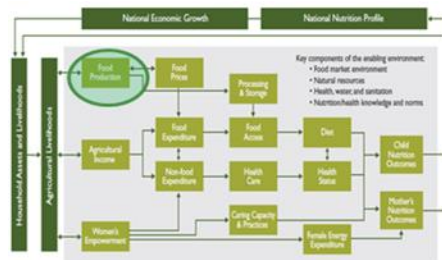 National Economic Growth
National Nutrition Profile
Household Assets and Livelihoods
Agricultural Livelihoods
Food
Production
Food
Prices
Processing
& Storage
Key components of the enabling environment:
• Food market environment
• Natural resources
• Health, water, and sanitation
• Nutrition/health knowledge and norms
Agricultural
Income
Food
Expenditure
Food
Access
Diet
Child
Nutrition
Outcomes
Non-food
Expenditure
Health
Care
Health
Status
Women's
Empowerment
Caring Capacity
& Practices
Female Energy
Expenditure
Mother's
Nutrition
Outcomes